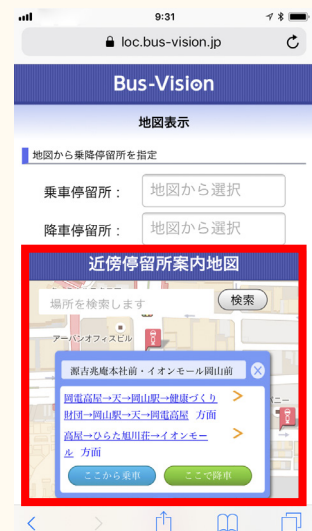 9:31
loc.bus-vision.jp
Bus-Vision
地図表示
地図から乗降停留所を指定
乗車停留所： 地図から選択
降車停留所： 地図から選択
近傍停留所案内地図
場所を検索します 検索
アーバンオフィスビル
源吉兆庵本社前・イオンモール岡山前
岡電高屋→天→岡山駅→健康づくり
財団→岡山駅→天→岡電高屋 方面
高屋→ひらた旭川荘→イオンモー
ル 方面
ここから乗車 ここで降車